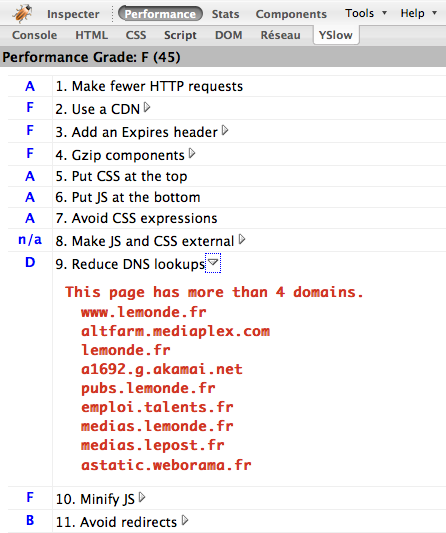 Inspecter Performance Stats Components Tools Help
Console HTML CSS Script DOM Réseau YSlow
Performance Grade: F (45)
A 1. Make fewer HTTP requests
F 2. Use a CDN
F 3. Add an Expires header
F 4. Gzip components
A 5. Put CSS at the top
A 6. Put JS at the bottom
A 7. Avoid CSS expressions
n/a 8. Make JS and CSS external
D 9. Reduce DNS lookups
This page has more than 4 domains.
www.lemonde.fr
altfarm.mediaplex.com
lemonde.fr
a1692.g.akamai.net
pubs.lemonde.fr
emploi.talents.fr
medias.lemonde.fr
medias.lepost.fr
astatic.weborama.fr
F 10. Minify JS
B 11. Avoid redirects